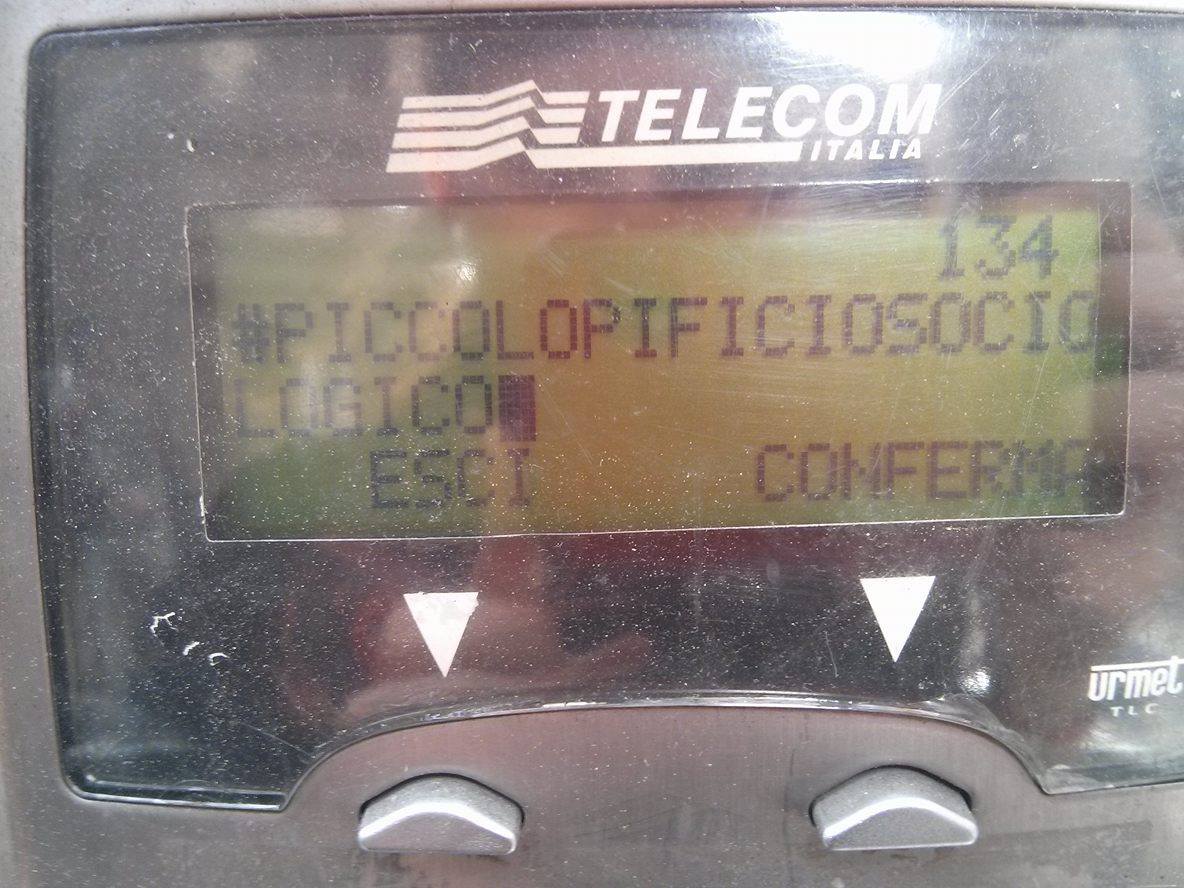 TELECOM
ITALIA
134
#PICCOLOPIFICIOSOCIO
LOGICO
ESCI CONFERMA
urmet
TLC